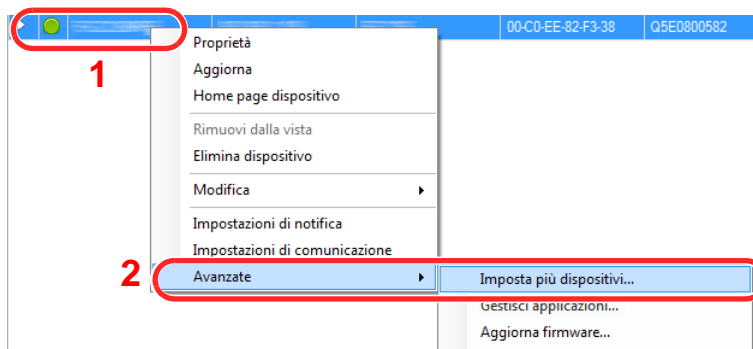 00-C0-EE-82-F3-38 Q5E0800582
1
Proprietà
Aggiorna
Home page dispositivo
Rimuovi dalla vista
Elimina dispositivo
Modifica
Impostazioni di notifica
Impostazioni di comunicazione
2
Avanzate
Imposta più dispositivi...
Gestisci applicazioni...
Aggiorna firmware...